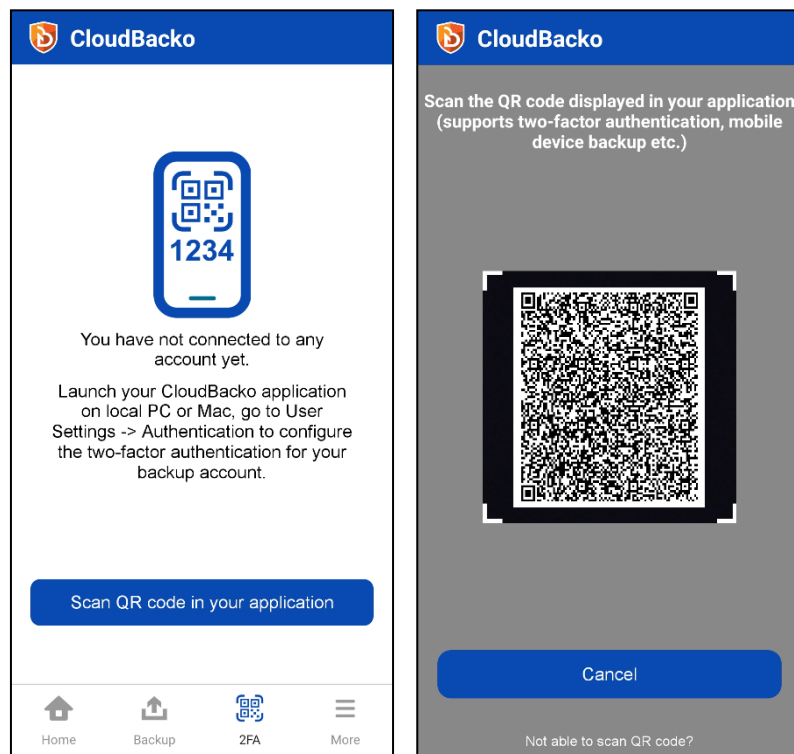 CloudBacko
1234
You have not connected to any
account yet.
Launch your CloudBacko application
on local PC or Mac, go to User
Settings -> Authentication to configure
the two-factor authentication for your
backup account.
Scan QR code in your application
Home
Backup
2FA
More
CloudBacko
Scan the QR code displayed in your application
(supports two-factor authentication, mobile
device backup etc.)
Cancel
Not able to scan QR code?